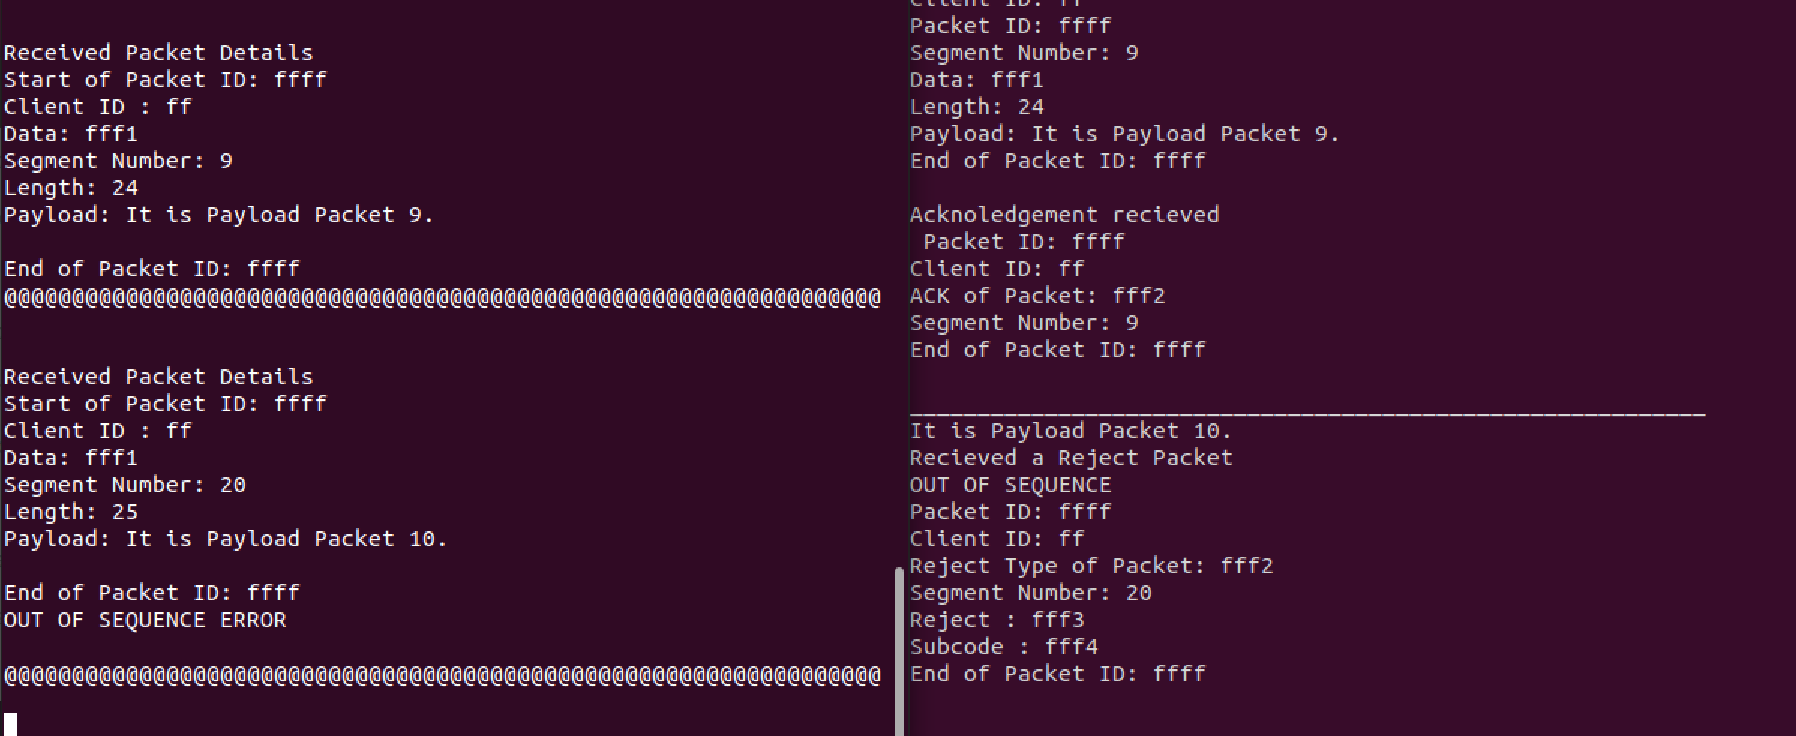 Received Packet Details
Start of Packet ID: ffff
Client ID : ff
Data: fff1
Segment Number: 9
Length: 24
Payload: It is Payload Packet 9.
End of Packet ID: ffff
@@@@@@@@@@@@@@@@@@@@@@@@@@@@@@@@@@@@@@@@@@@@@@@@@@@@@@@@@@@@@@@@@
Received Packet Details
Start of Packet ID: ffff
Client ID : ff
Data: fff1
Segment Number: 20
Length: 25
Payload: It is Payload Packet 10.
End of Packet ID: ffff
OUT OF SEQUENCE ERROR
@@@@@@@@@@@@@@@@@@@@@@@@@@@@@@@@@@@@@@@@@@@@@@@@@@@@@@@@@@@@@@@@@
Client ID: ff
Packet ID: ffff
Segment Number: 9
Data: fff1
Length: 24
Payload: It is Payload Packet 9.
End of Packet ID: ffff
Acknoledgement recieved
Packet ID: ffff
Client ID: ff
ACK of Packet: fff2
Segment Number: 9
End of Packet ID: ffff
___________________________________________________________
It is Payload Packet 10.
Recieved a Reject Packet
OUT OF SEQUENCE
Packet ID: ffff
Client ID: ff
Reject Type of Packet: fff2
Segment Number: 20
Reject : fff3
Subcode : fff4
End of Packet ID: ffff